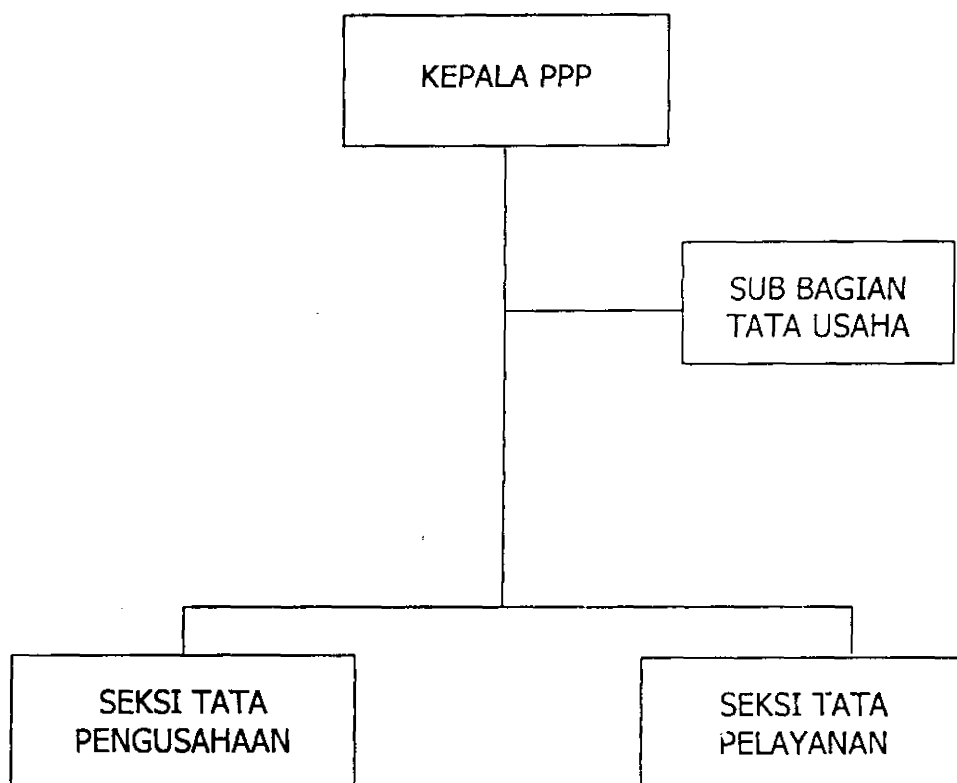 KEPALA PPP
SUB BAGIAN
TATA USAHA
SEKSI TATA
PENGUSAHAAN
SEKSI TATA
PELAYANAN